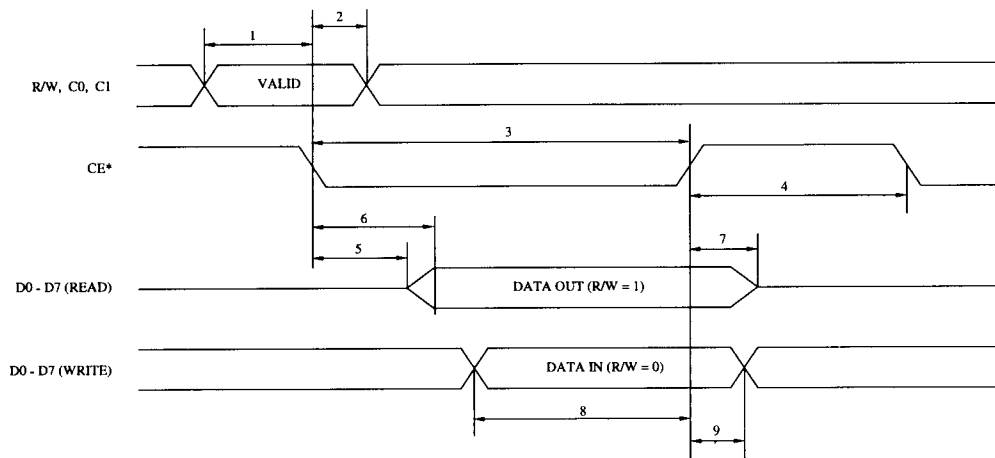 1
2
R/W, C0, C1
VALID
3
CE*
4
6
5
7
D0 - D7 (READ)
DATA OUT (R/W = 1)
D0 - D7 (WRITE)
DATA IN (R/W = 0)
8
9